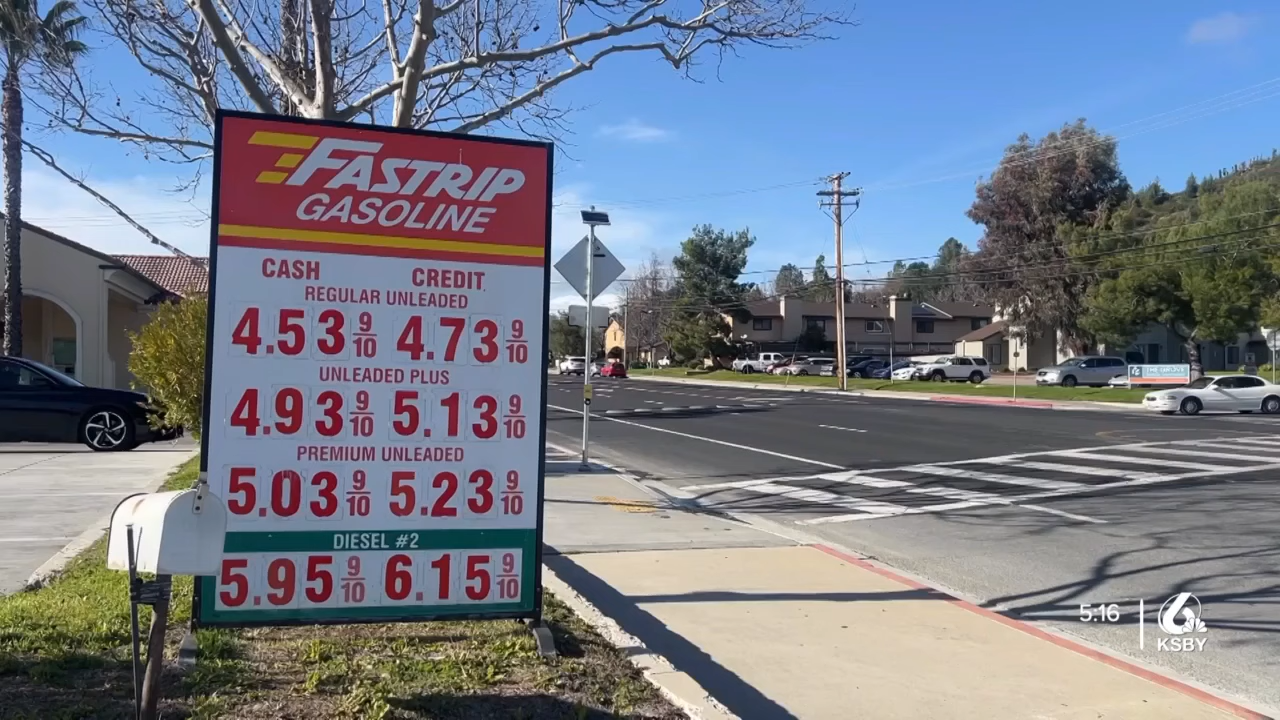 FASTRIP
GASOLINE
CASH CREDIT
REGULAR UNLEADED
4.53 9/10 4.73 9/10
UNLEADED PLUS
4.93 9/10 5.13 9/10
PREMIUM UNLEADED
5.03 9/10 5.23 9/10
DIESEL #2
5.95 9/10 6.15 9/10
5:16
6
KSBY